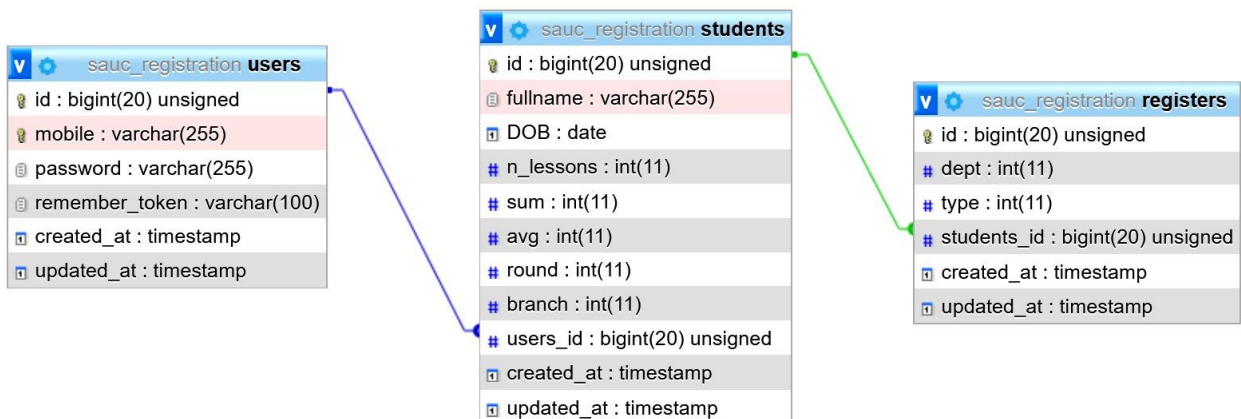 v sauc_registration users
id : bigint(20) unsigned
mobile : varchar(255)
password : varchar(255)
remember_token : varchar(100)
created_at : timestamp
updated_at : timestamp
v sauc_registration students
id : bigint(20) unsigned
fullname : varchar(255)
DOB : date
# n_lessons : int(11)
# sum : int(11)
# avg : int(11)
# round : int(11)
# branch : int(11)
# users_id : bigint(20) unsigned
created_at : timestamp
updated_at : timestamp
v sauc_registration registers
id : bigint(20) unsigned
# dept : int(11)
# type : int(11)
# students_id : bigint(20) unsigned
created_at : timestamp
updated_at : timestamp